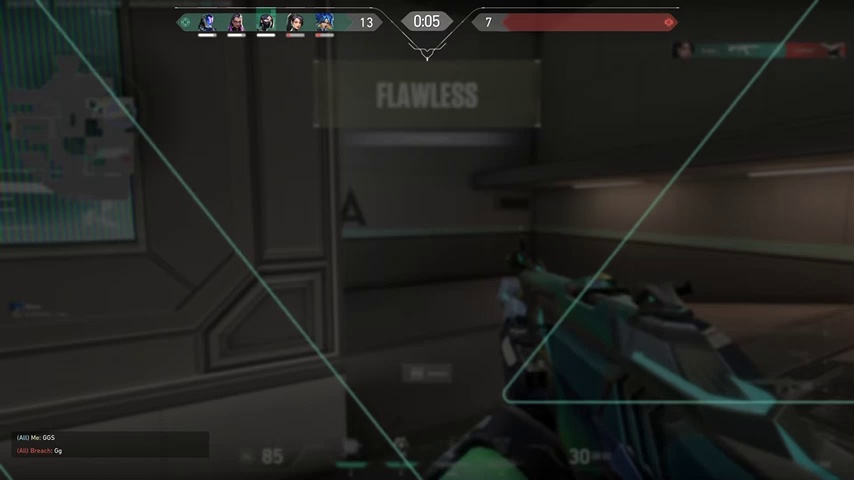 13 0:05 7
FLAWLESS
A
(All) Me: GGS
(All) Breach: Gg
85 30